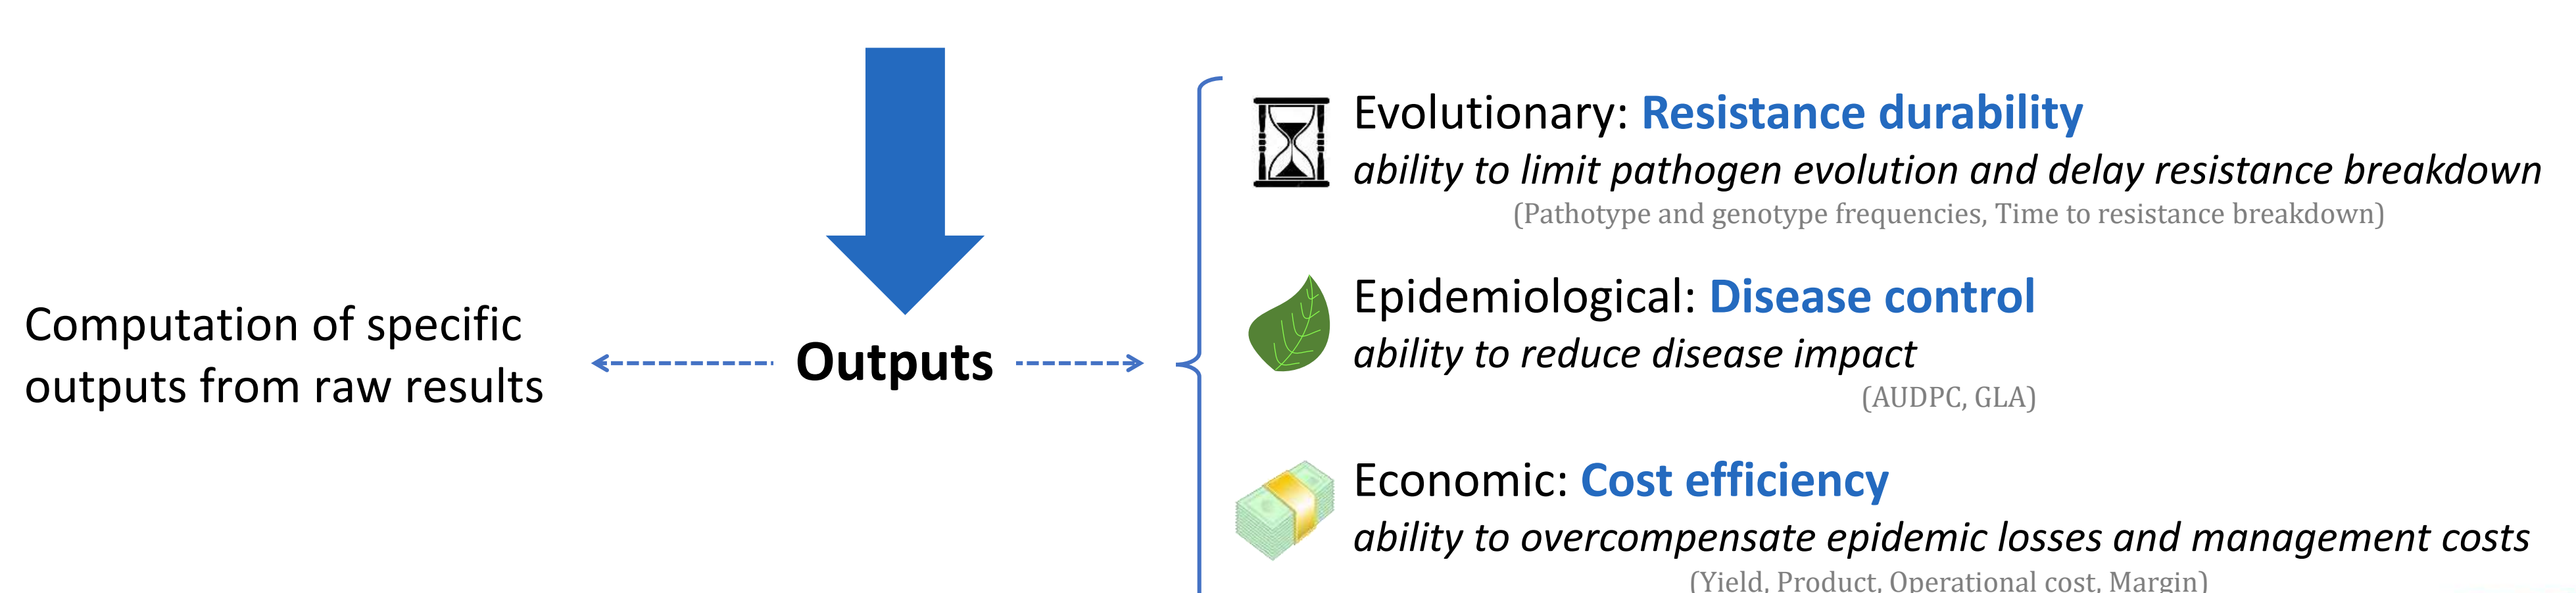 Computation of specific
outputs from raw results
Outputs
Evolutionary: Resistance durability
ability to limit pathogen evolution and delay resistance breakdown
(Pathotype and genotype frequencies, Time to resistance breakdown)
Epidemiological: Disease control
ability to reduce disease impact
(AUDPC, GLA)
Economic: Cost efficiency
ability to overcompensate epidemic losses and management costs
(Yield, Product, Operational cost, Margin)